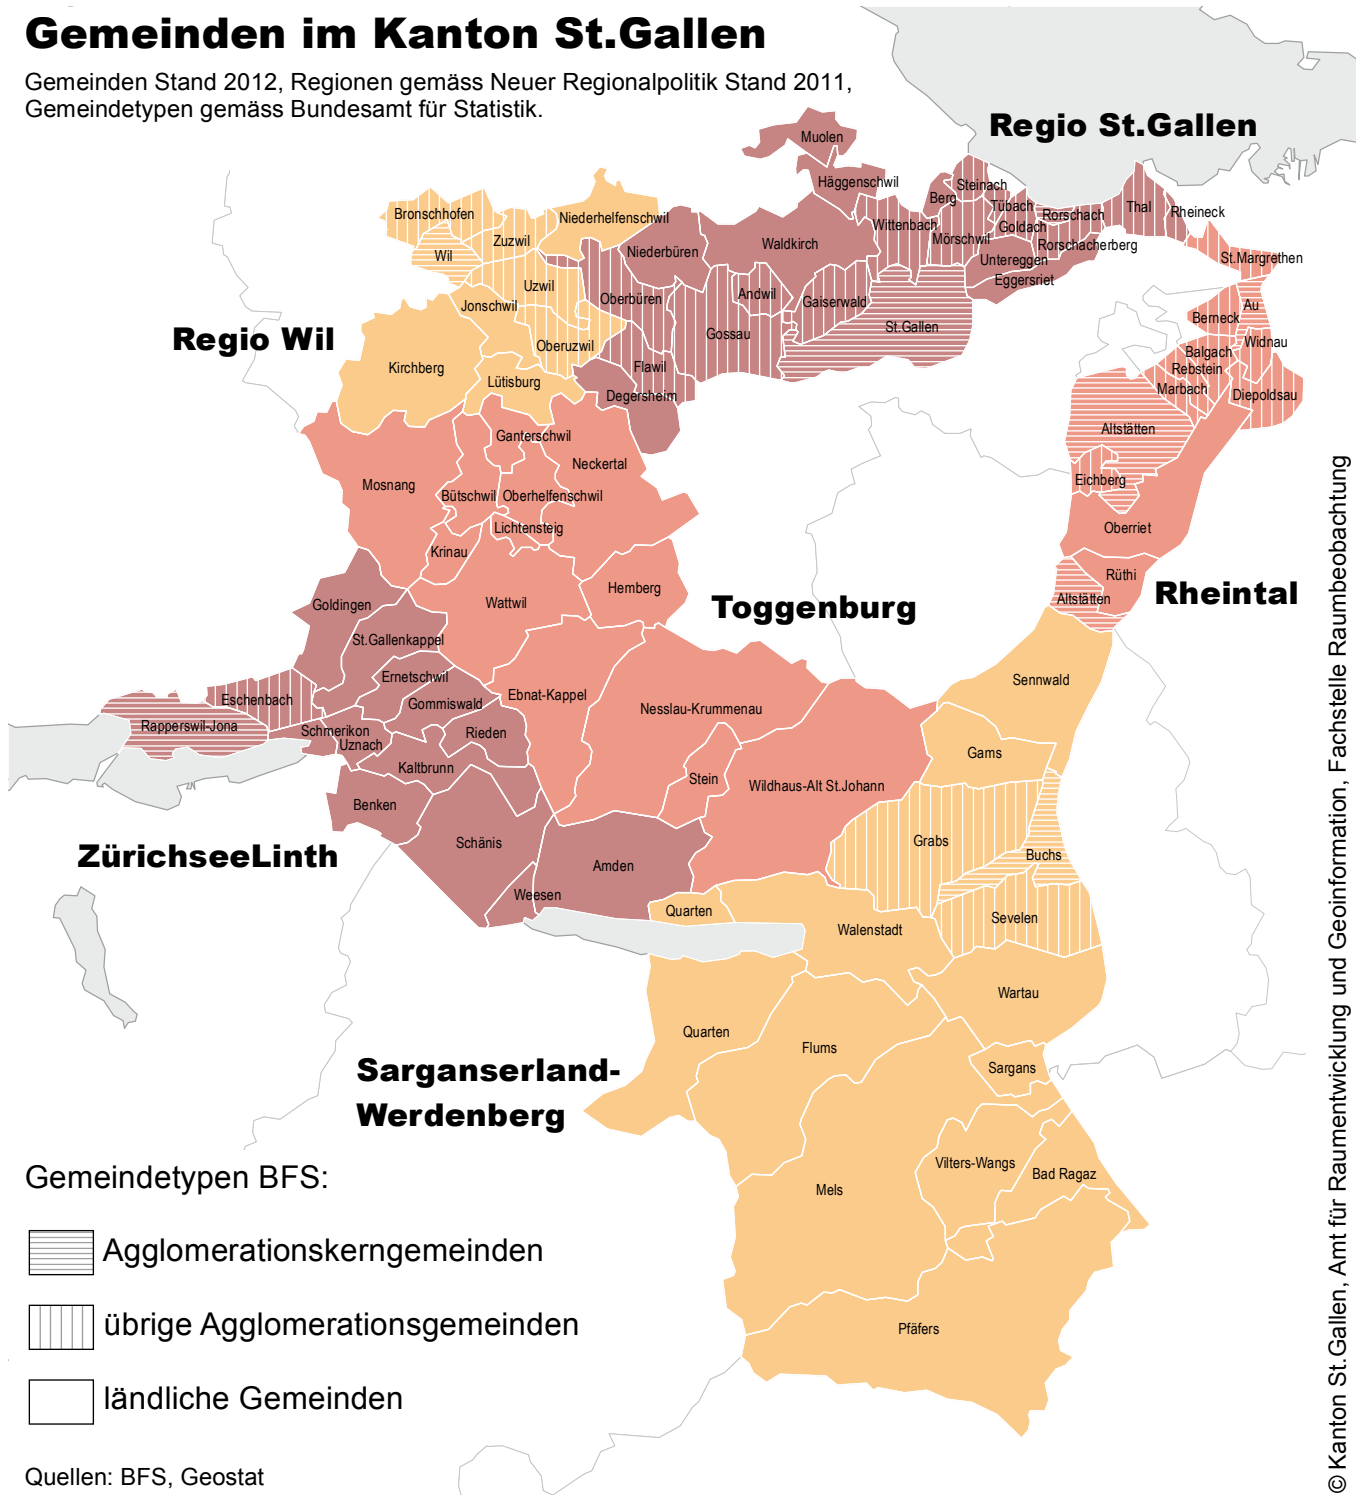 Gemeinden im Kanton St.Gallen
Gemeinden Stand 2012, Regionen gemäss Neuer Regionalpolitik Stand 2011,
Gemeindetypen gemäss Bundesamt für Statistik.
Regio St.Gallen
Muolen
Häggenschwil
Steinach
Berg
Tübach
Rorschach
Thal
Rheineck
Bronschhofen
Niederhelfenschwil
Wittenbach
Mörschwil
Goldach
Rorschacherberg
Zuzwil
Waldkirch
Niederbüren
Wil
Untereggen
Eggersriet
St.Margrethen
Uzwil
Oberbüren
Andwil
Gaiserwald
Jonschwil
Au
Berneck
Regio Wil
Gossau
St.Gallen
Oberuzwil
Widnau
Balgach
Rebstein
Marbach
Kirchberg
Lütisburg
Flawil
Degersheim
Diepoldsau
Altstätten
Ganterschwil
Neckertal
Mosnang
Bütschwil
Oberhelfenschwil
Eichberg
Lichtensteig
Oberriet
Krinau
Rüthi
Hemberg
Altstätten
Rheintal
Wattwil
Goldingen
Toggenburg
St.Gallenkappel
Ernetschwil
Sennwald
Eschenbach
Gommiswald
Ebnat-Kappel
Nesslau-Krummenau
Rapperswil-Jona
Schmerikon
Uznach
Rieden
Gams
Kaltbrunn
Stein
Wildhaus-Alt St.Johann
Benken
Grabs
Schänis
Buchs
ZürichseeLinth
Amden
Weesen
Quarten
Sevelen
Walenstadt
Wartau
Quarten
Flums
Sargans
Sarganserland-
Werdenberg
Vilters-Wangs
Bad Ragaz
Mels
Pfäfers
Gemeindetypen BFS:
Agglomerationskerngemeinden
übrige Agglomerationsgemeinden
ländliche Gemeinden
Quellen: BFS, Geostat
© Kanton St.Gallen, Amt für Raumentwicklung und Geoinformation, Fachstelle Raumbeobachtung